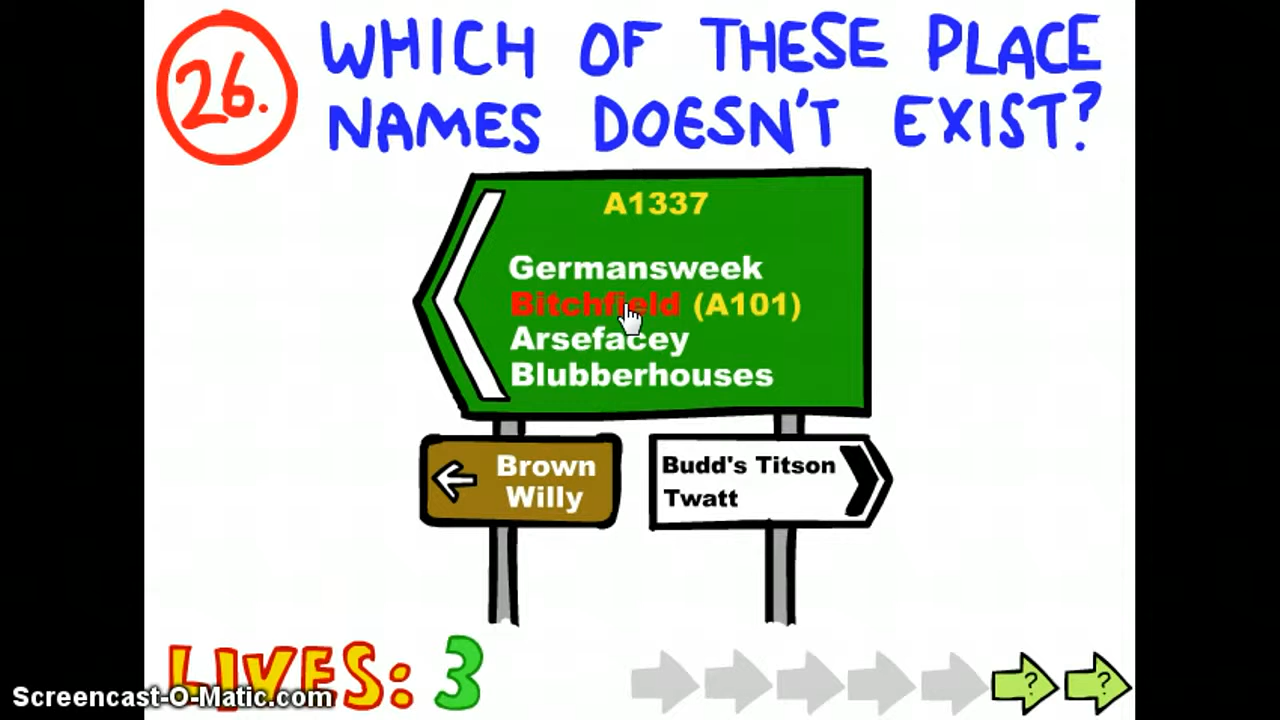 26.
WHICH OF THESE PLACE
NAMES DOESN'T EXIST?
A1337
Germansweek
Bitchfield (A101)
Arsefacey
Blubberhouses
Brown
Willy
Budd's Titson
Twatt
LIVES: 3
? ?
Screencast-O-Matic.com